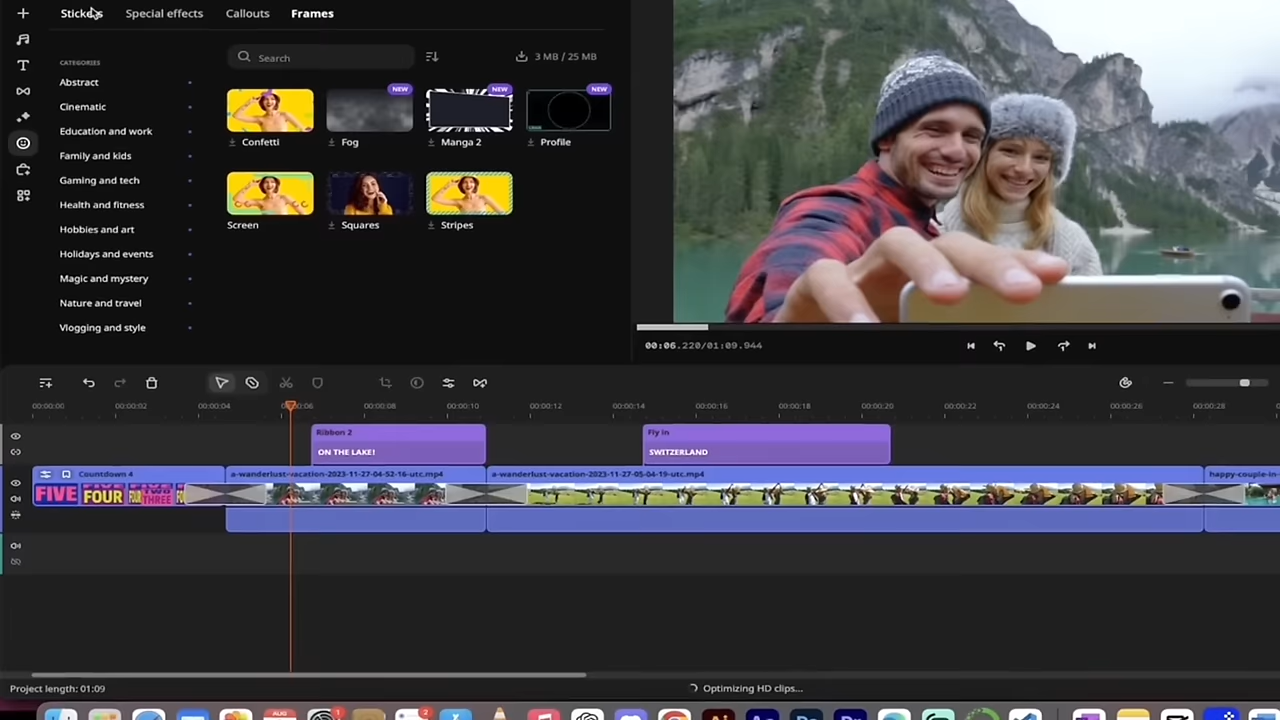 Stickers Special effects Callouts Frames
CATEGORIES
Search
3 MB / 25 MB
Abstract
Cinematic
Education and work
Family and kids
Gaming and tech
Health and fitness
Hobbies and art
Holidays and events
Magic and mystery
Nature and travel
Vlogging and style
NEW NEW NEW
Confetti Fog Manga 2 Profile
Screen Squares Stripes
00:06.220/01:09.944
00:00:00 00:00:02 00:00:04 00:00:06 00:00:08 00:00:10 00:00:12 00:00:14 00:00:16 00:00:18 00:00:20 00:00:22 00:00:24 00:00:26 00:00:28
Ribbon 2 Fly in
ON THE LAKE! SWITZERLAND
Countdown 4 a-wanderlust-vacation-2023-11-27-04-52-16-utc.mp4 a-wanderlust-vacation-2023-11-27-05-04-19-utc.mp4 happy-couple-in-
FIVE FOUR
Project length: 01:09 Optimizing HD clips...
AUG 1 2